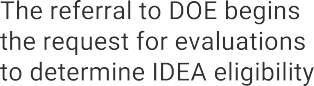 The referral to DOE begins
the request for evaluations
to determine IDEA eligibility